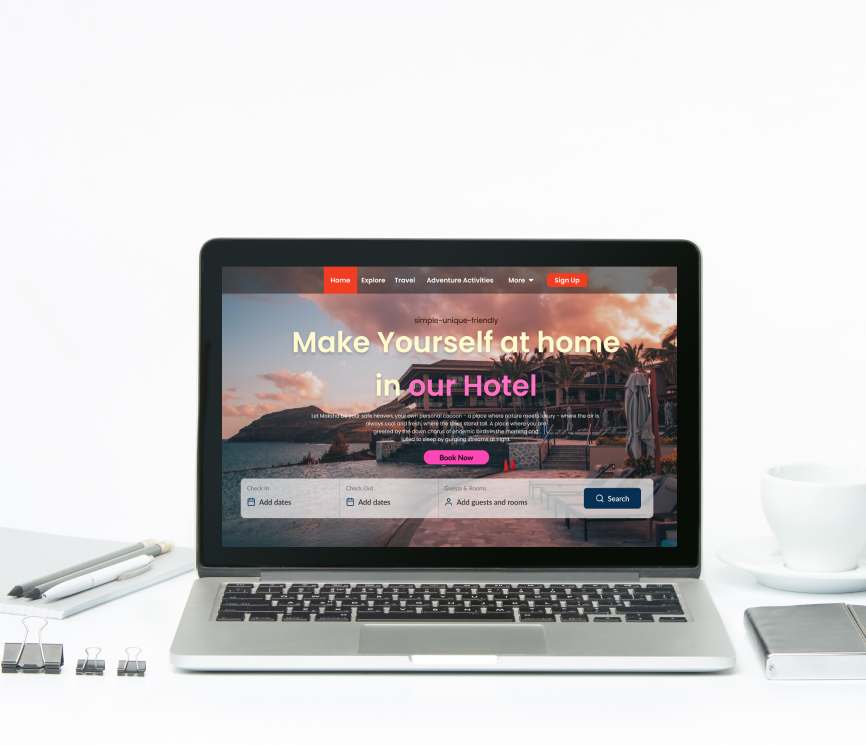 Home Explore Travel Adventure Activities More Sign Up
simple-unique-friendly
Make Yourself at home
in our Hotel
Let Moksha be your safe heaven, your own personal cocoon - a place where nature meets luxury - where the air is
always cool and fresh, where the trees stand tall. A place where you are
greeted by the dawn chorus of endemic birds in the morning and
lulled to sleep by gurgling streams at night.
Book Now
Check In Check Out Guests & Rooms
Add dates Add dates Add guests and rooms Search